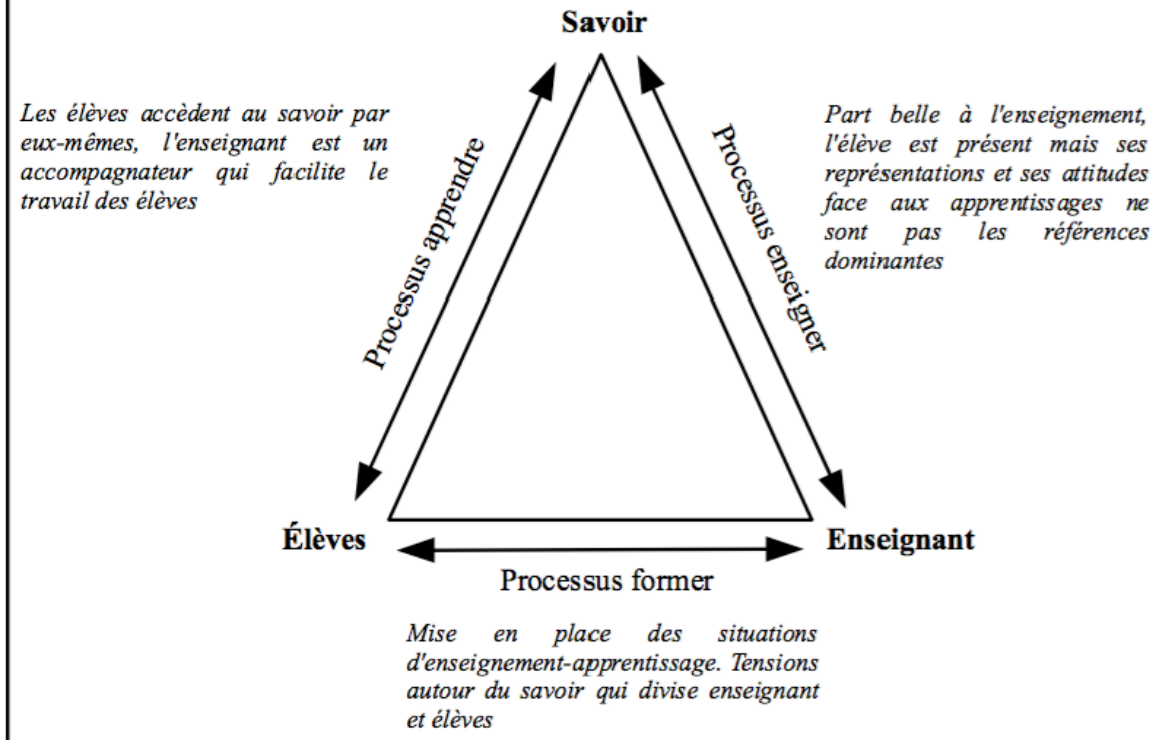 Savoir
Les élèves accèdent au savoir par
eux-mêmes, l'enseignant est un
accompagnateur qui facilite le
travail des élèves
Processus apprendre
Processus enseigner
Part belle à l'enseignement,
l'élève est présent mais ses
représentations et ses attitudes
face aux apprentissages ne
sont pas les références
dominantes
Élèves
Enseignant
Processus former
Mise en place des situations
d'enseignement-apprentissage. Tensions
autour du savoir qui divise enseignant
et élèves